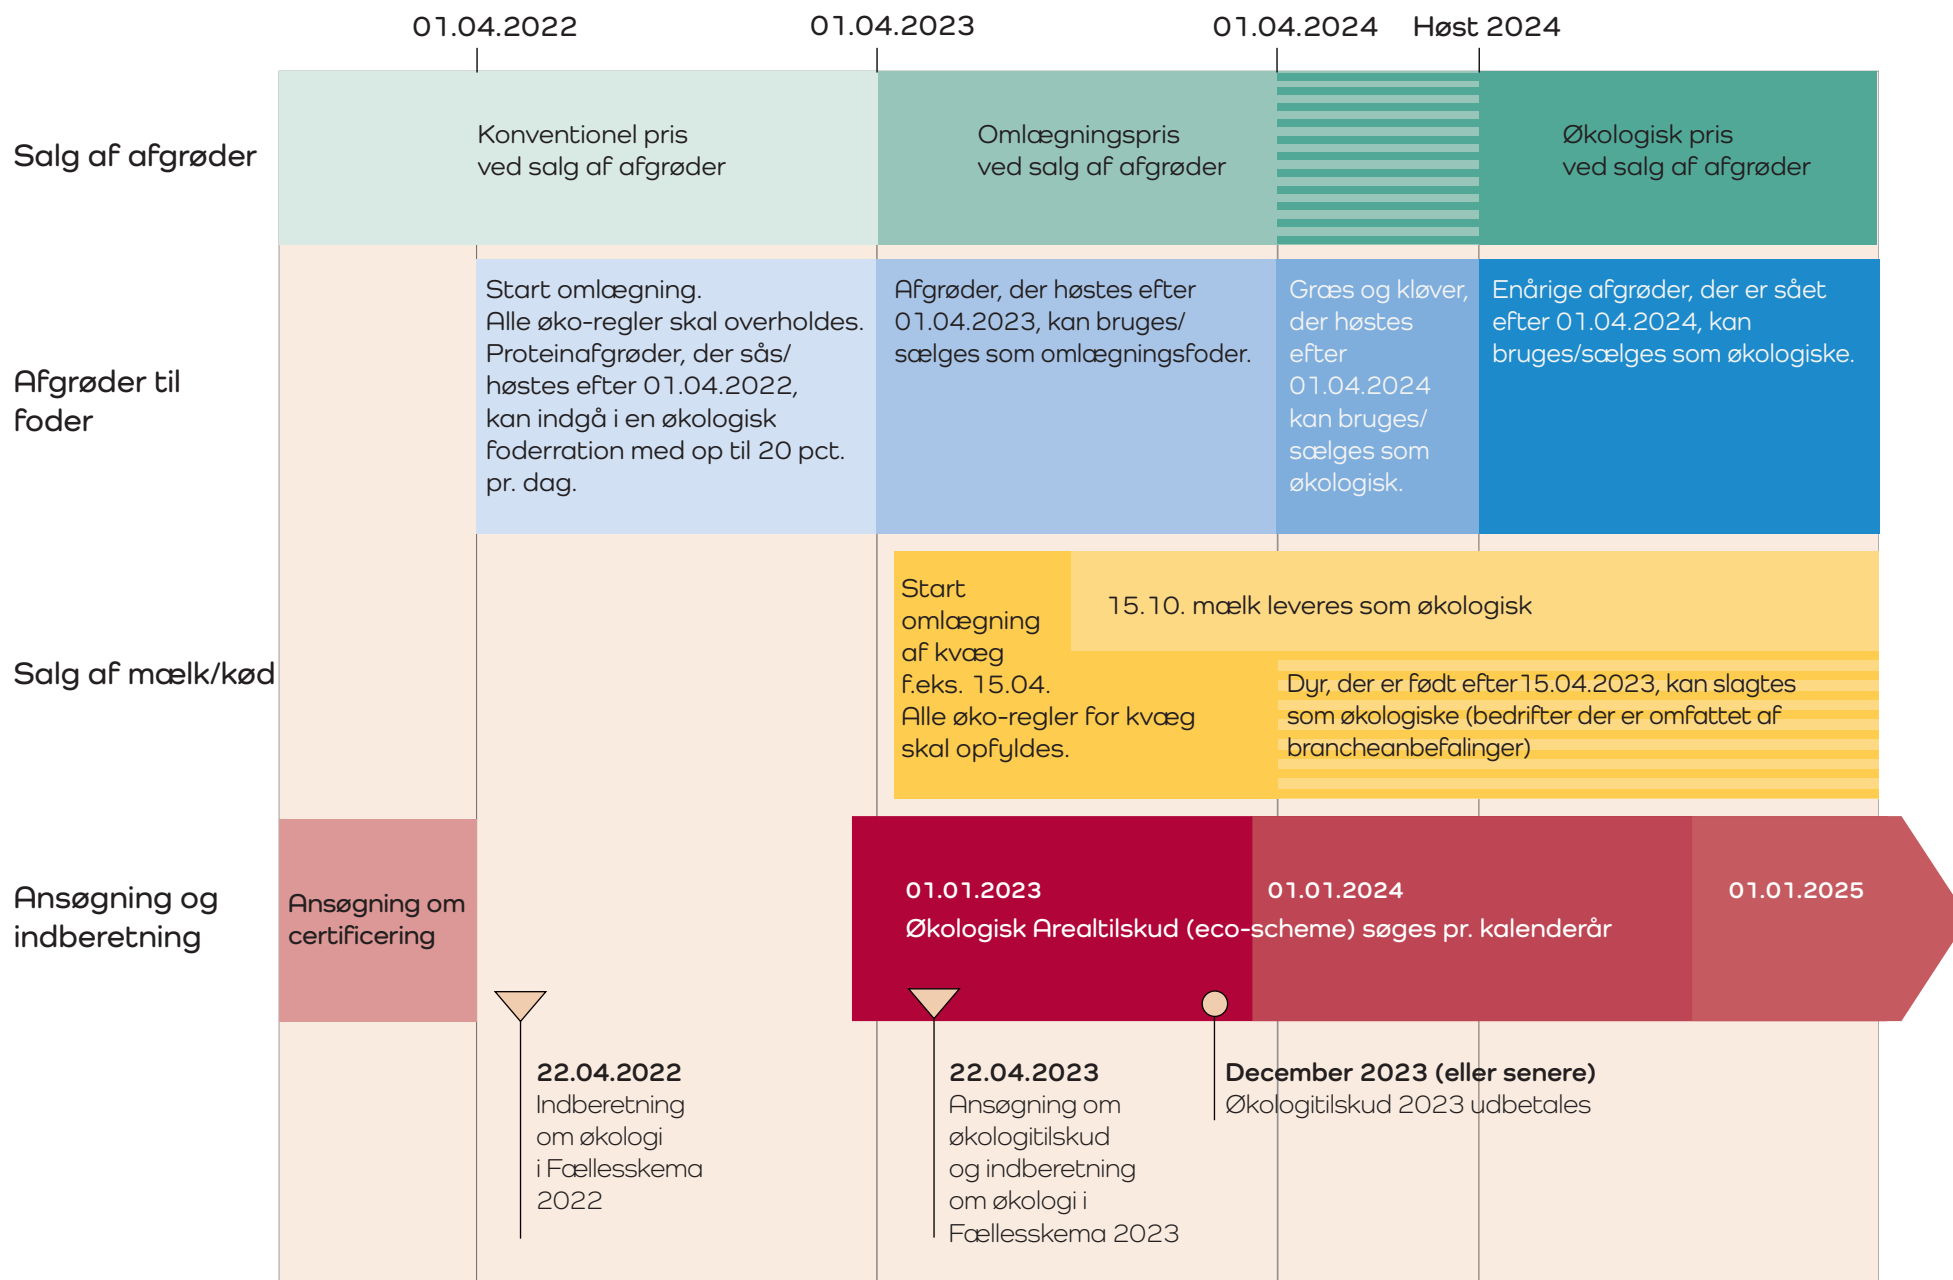 01.04.2022
01.04.2023
01.04.2024
Høst 2024
Salg af afgrøder
Konventionel pris
ved salg af afgrøder
Omlægningspris
ved salg af afgrøder
Økologisk pris
ved salg af afgrøder
Afgrøder til
foder
Start omlægning.
Alle øko-regler skal overholdes.
Proteinafgrøder, der sås/
høstes efter 01.04.2022,
kan indgå i en økologisk
foderration med op til 20 pct.
pr. dag.
Afgrøder, der høstes efter
01.04.2023, kan bruges/
sælges som omlægningsfoder.
Græs og kløver,
der høstes
efter
01.04.2024
kan bruges/
sælges som
økologisk.
Enårige afgrøder, der er sået
efter 01.04.2024, kan
bruges/sælges som økologiske.
Salg af mælk/kød
Start
omlægning
af kvæg
f.eks. 15.04.
Alle øko-regler for kvæg
skal opfyldes.
15.10. mælk leveres som økologisk
Dyr, der er født efter 15.04.2023, kan slagtes
som økologiske (bedrifter der er omfattet af
brancheanbefalinger)
Ansøgning og
indberetning
Ansøgning om
certificering
01.01.2023
01.01.2024
01.01.2025
Økologisk Arealtilskud (eco-scheme) søges pr. kalenderår
22.04.2022
Indberetning
om økologi
i Fællesskema
2022
22.04.2023
Ansøgning om
økologitilskud
og indberetning
om økologi i
Fællesskema 2023
December 2023 (eller senere)
Økologitilskud 2023 udbetales